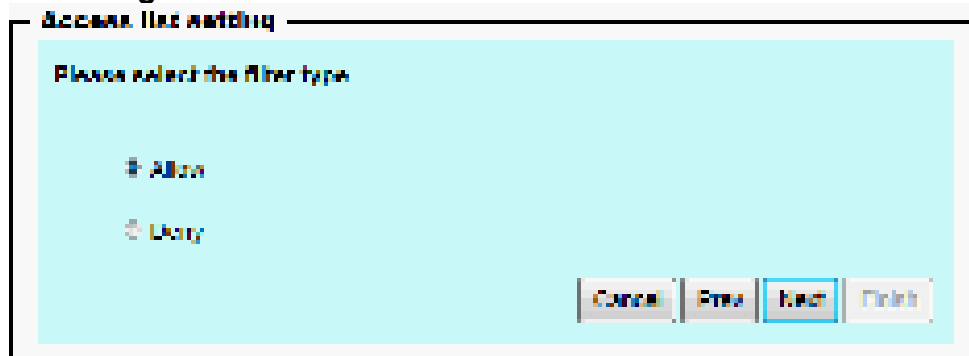 Access list setting
Please select the filter type
Allow
Deny
Cancel Prev Next Finish